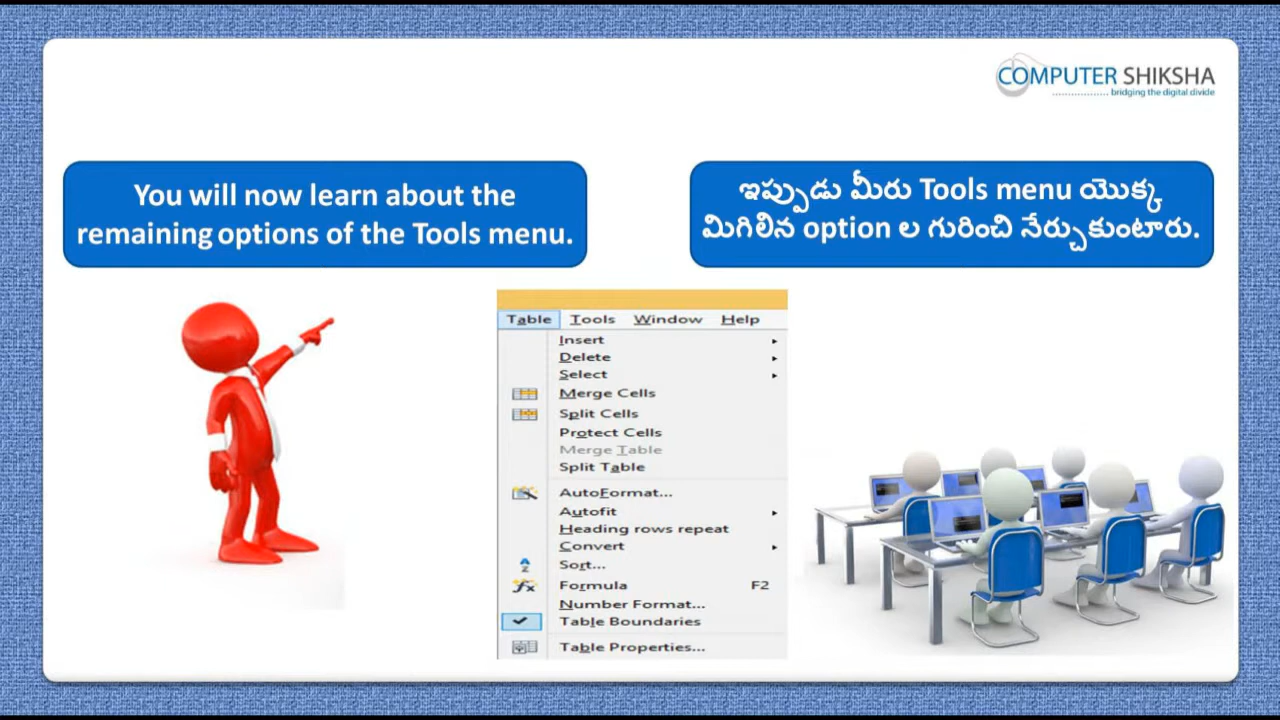 COMPUTER SHIKSHA
bridging the digital divide
You will now learn about the
remaining options of the Tools menu.
ఇప్పుడు మీరు Tools menu యొక్క
మిగిలిన option ల గురించి నేర్చుకుంటారు.
Table Tools Window Help
Insert
Delete
Select
Merge Cells
Split Cells
Protect Cells
Merge Table
Split Table
AutoFormat...
Autofit
Heading rows repeat
Convert
Sort...
Formula F2
Number Format...
Table Boundaries
Table Properties...